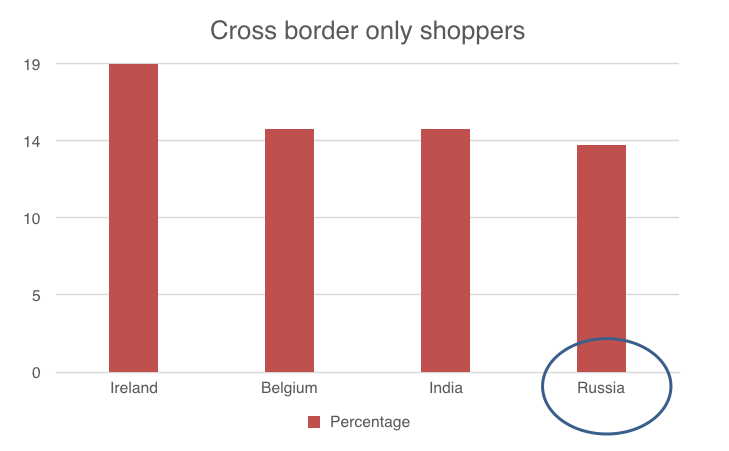 Cross border only shoppers
19
14
10
5
0
Ireland Belgium India Russia
Percentage